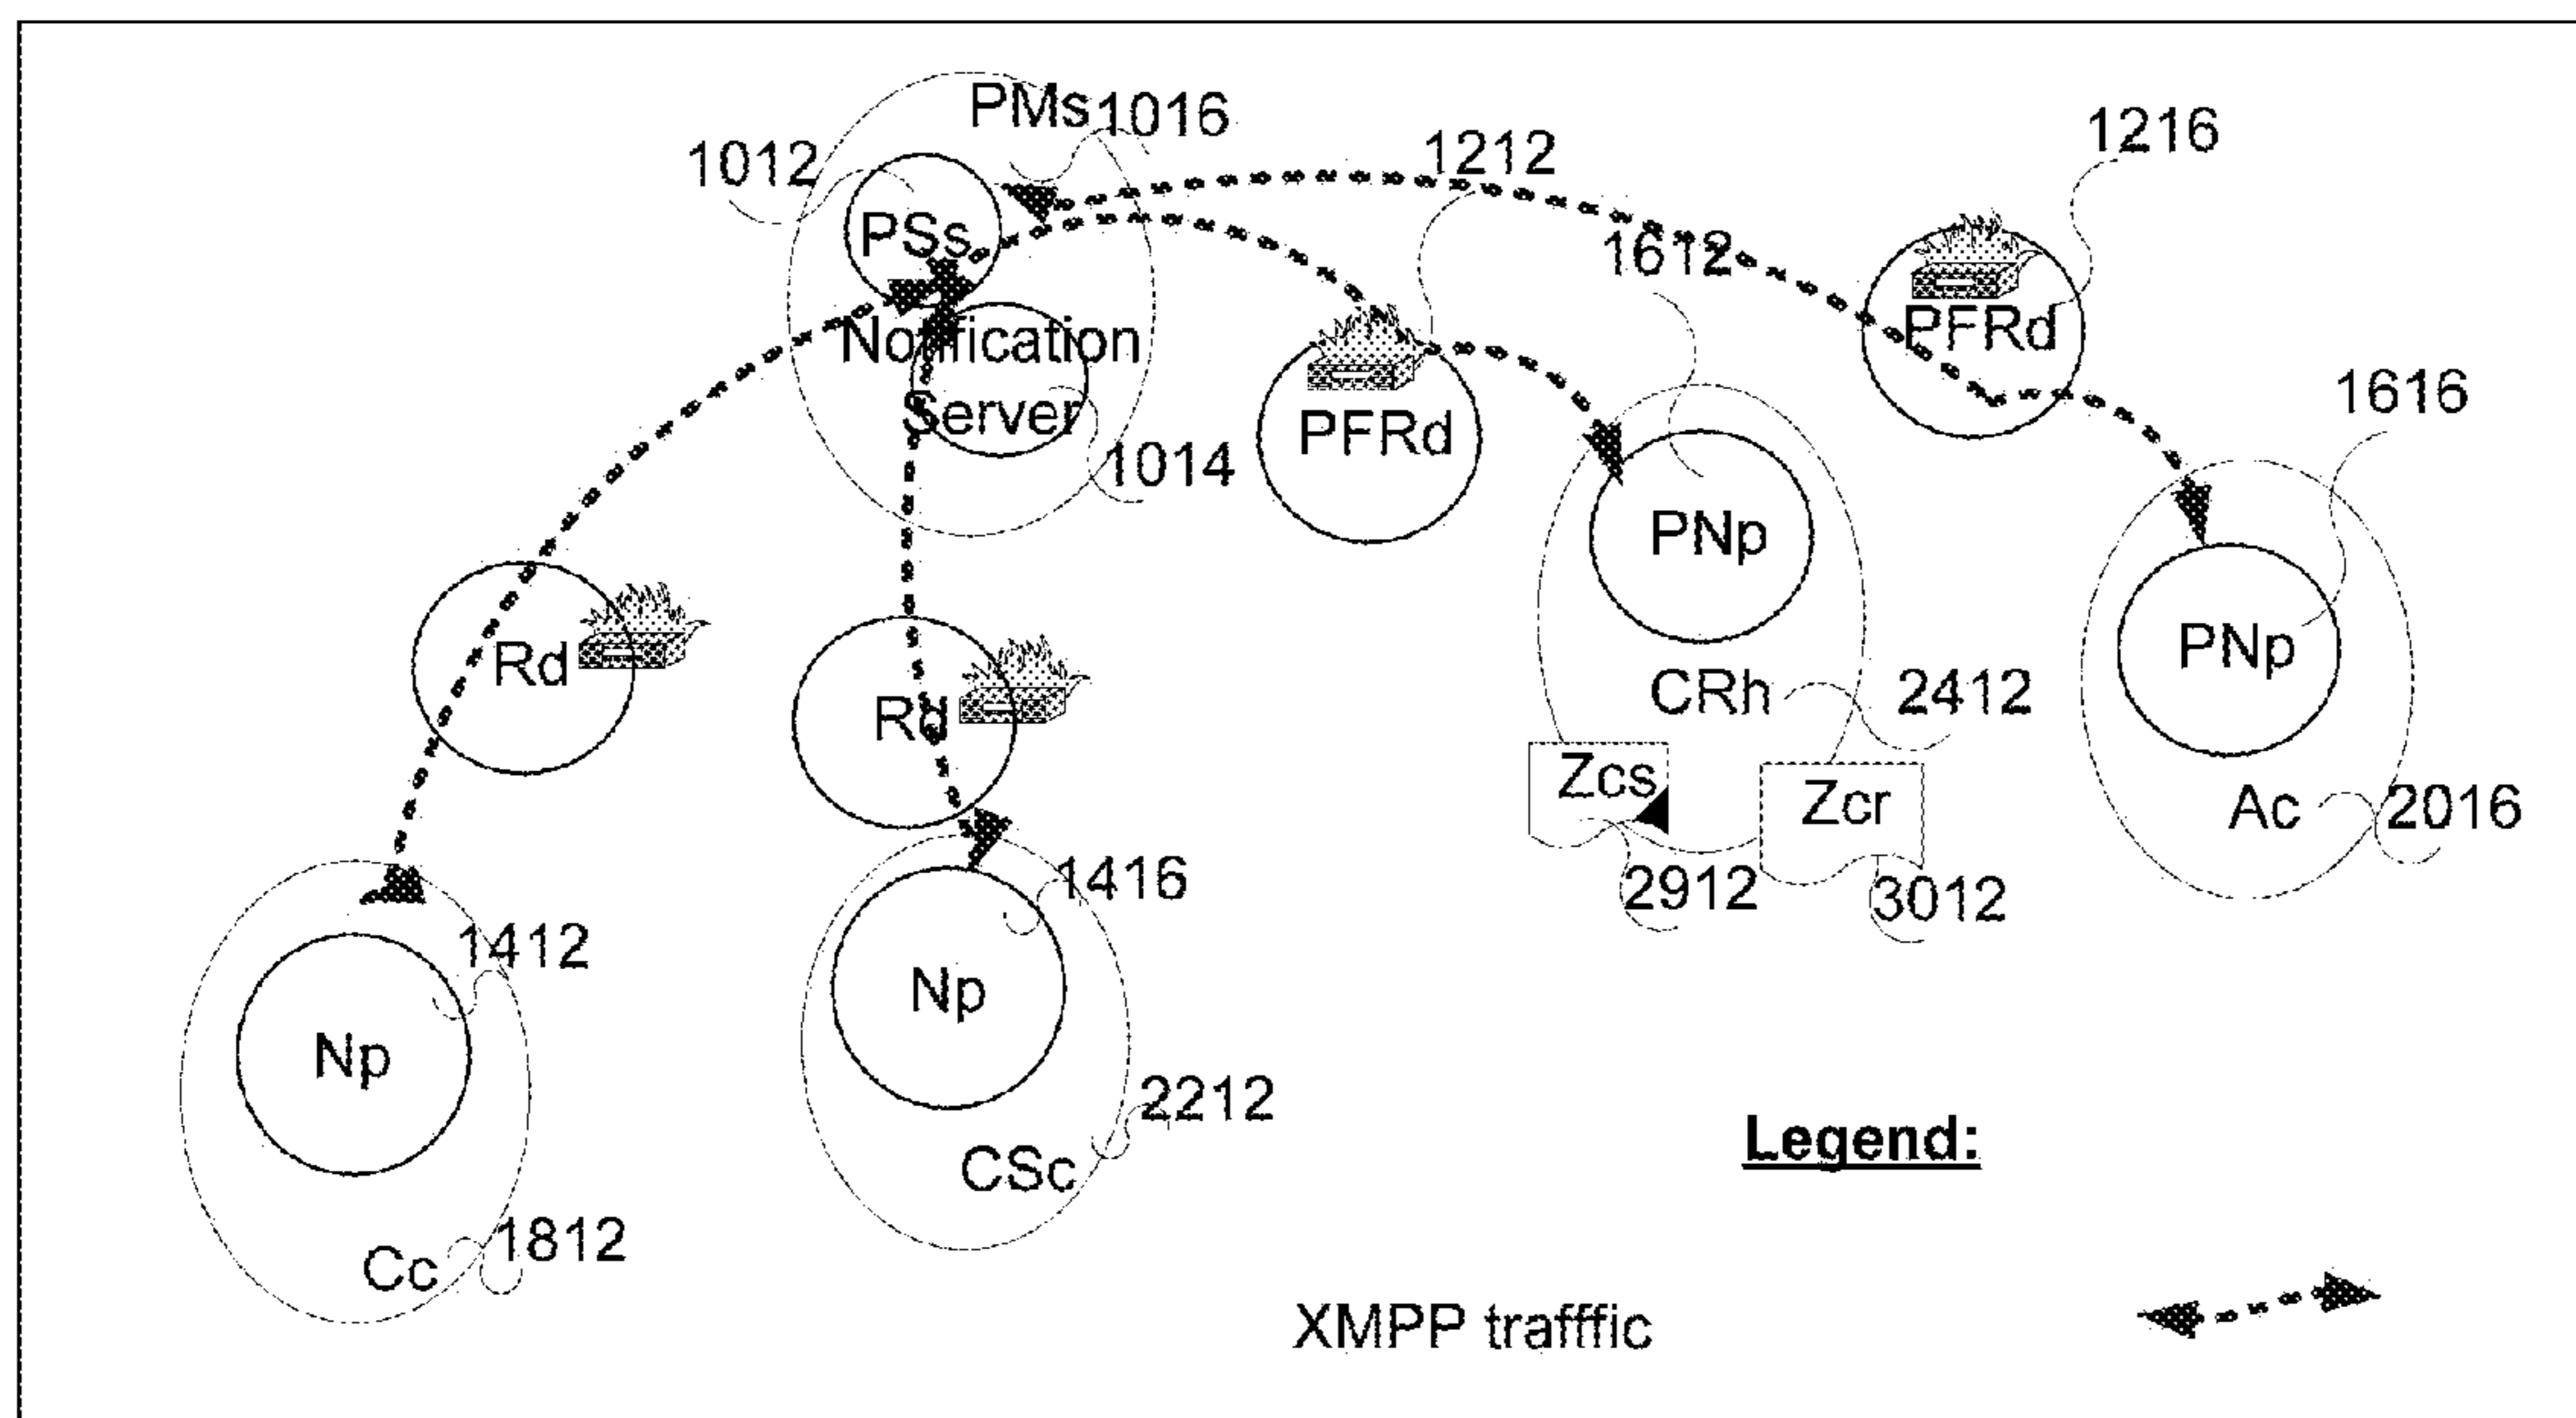 PMs 1016
1012
1212
1216
PSs
1612
Notification
Server
1014
PFRd
PFRd
1616
PNp
PNp
Rd
Rd
CRh
2412
Zcs
Zcr
Ac
2016
2912
3012
1416
1412
Np
Np
2212
CSc
Legend:
Cc
1812
XMPP trafffic